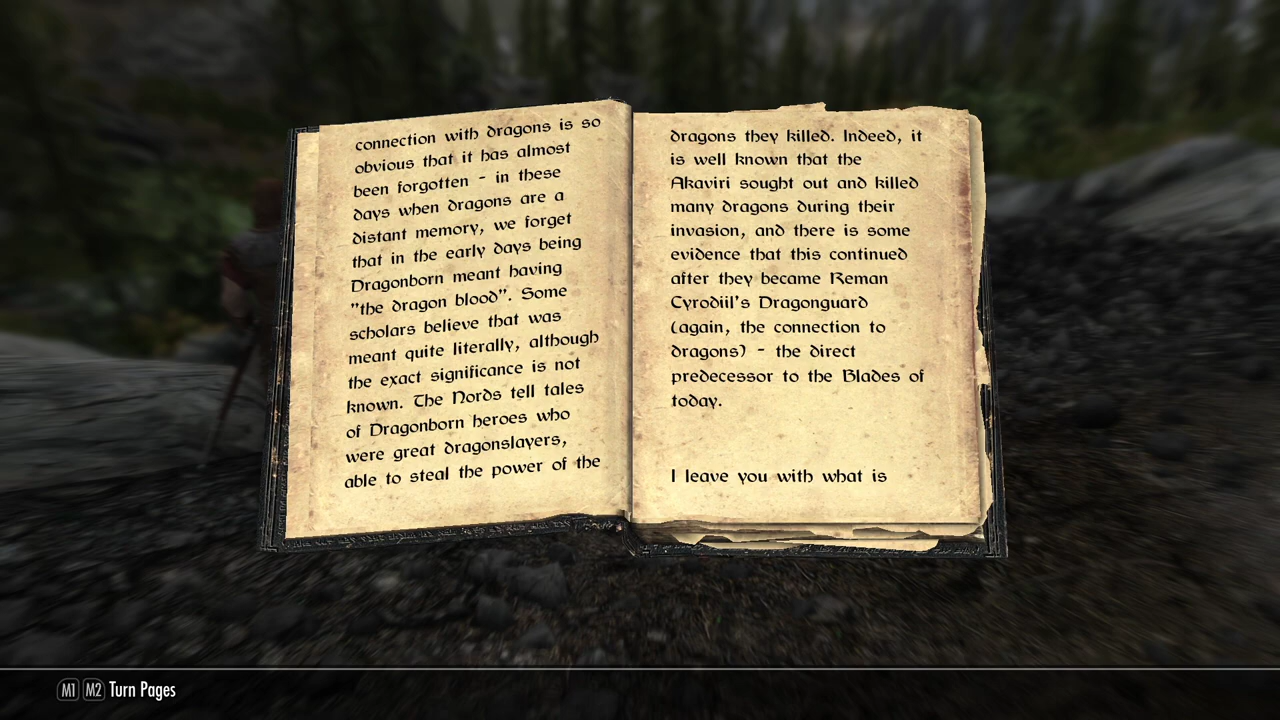 connection with dragons is so
obvious that it has almost
been forgotten - in these
days when dragons are a
distant memory, we forget
that in the early days being
Dragonborn meant having
"the dragon blood". Some
scholars believe that was
meant quite literally, although
the exact significance is not
known. The Nords tell tales
of Dragonborn heroes who
were great dragonslayers,
able to steal the power of the
dragons they killed. Indeed, it
is well known that the
Akaviri sought out and killed
many dragons during their
invasion, and there is some
evidence that this continued
after they became Reman
Cyrodiil's Dragonguard
(again, the connection to
dragons) - the direct
predecessor to the Blades of
today.
I leave you with what is
M1 M2 Turn Pages